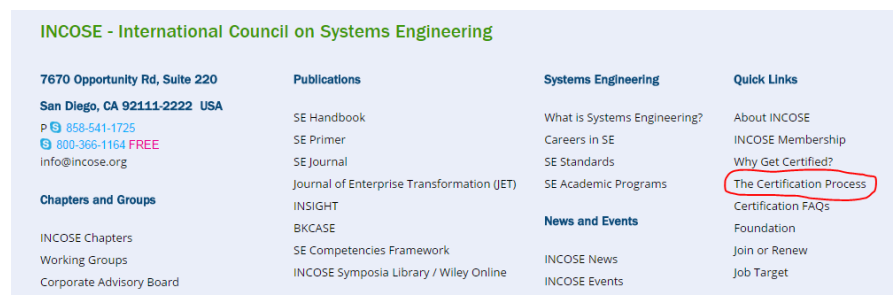 INCOSE - International Council on Systems Engineering
7670 Opportunity Rd, Suite 220
San Diego, CA 92111-2222 USA
P 858-541-1725
800-366-1164 FREE
info@incose.org
Chapters and Groups
INCOSE Chapters
Working Groups
Corporate Advisory Board
Publications
SE Handbook
SE Primer
SE Journal
Journal of Enterprise Transformation (JET)
INSIGHT
BKCASE
SE Competencies Framework
INCOSE Symposia Library / Wiley Online
Systems Engineering
What is Systems Engineering?
Careers in SE
SE Standards
SE Academic Programs
News and Events
INCOSE News
INCOSE Events
Quick Links
About INCOSE
INCOSE Membership
Why Get Certified?
The Certification Process
Certification FAQs
Foundation
Join or Renew
Job Target